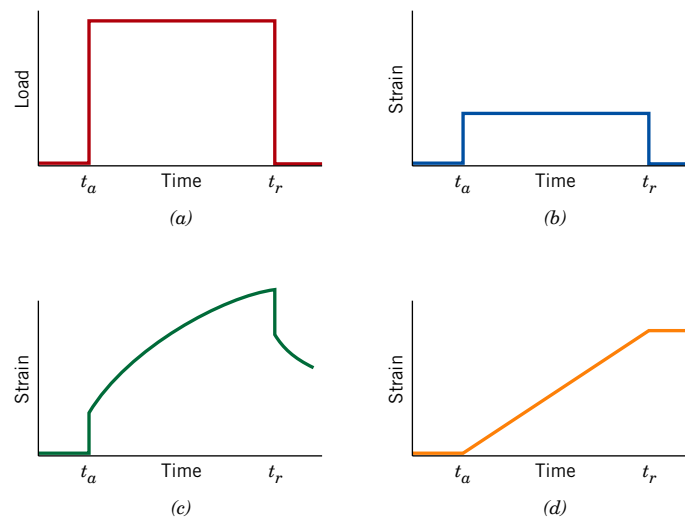 Load
t_a Time t_r
(a)
Strain
t_a Time t_r
(b)
Strain
t_a Time t_r
(c)
Strain
t_a Time t_r
(d)